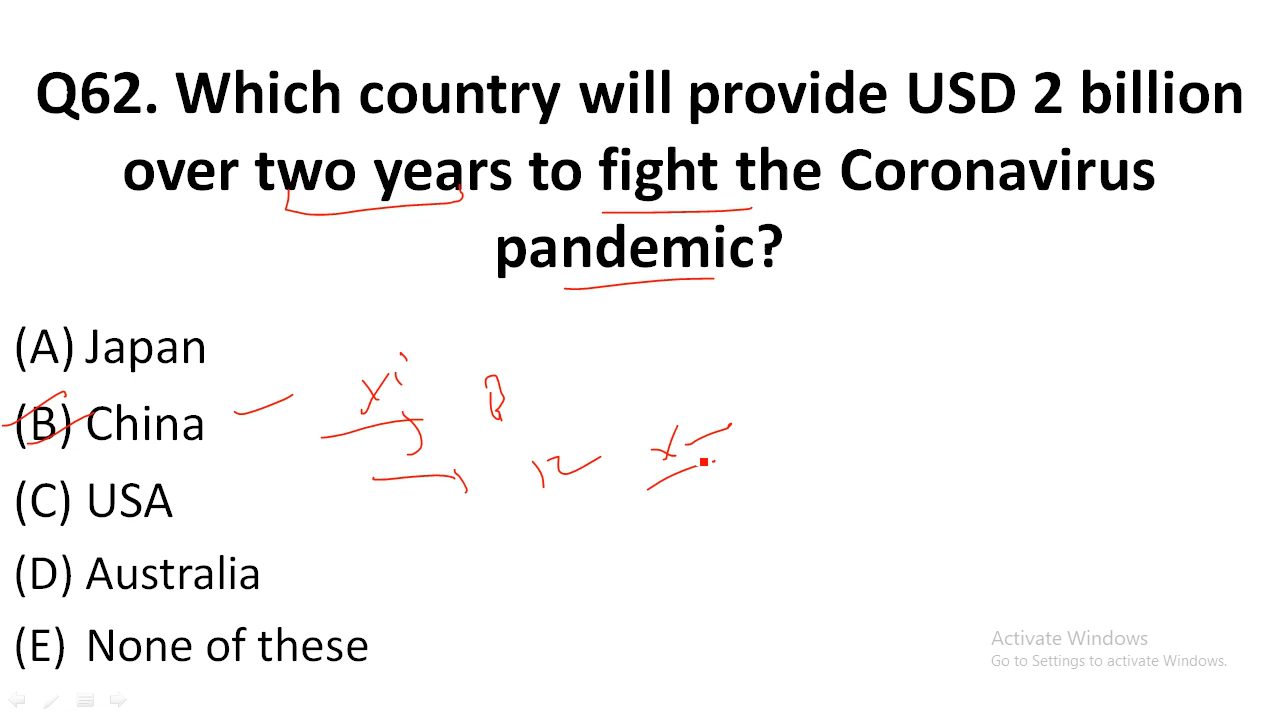 Q62. Which country will provide USD 2 billion
over two years to fight the Coronavirus
pandemic?
(A) Japan
(B) China
xi
(C) USA
(D) Australia
(E) None of these
Activate Windows
Go to Settings to activate Windows.